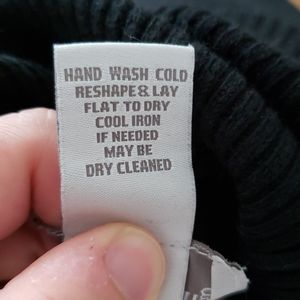 HAND WASH COLD
RESHAPE & LAY
FLAT TO DRY
COOL IRON
IF NEEDED
MAY BE
DRY CLEANED